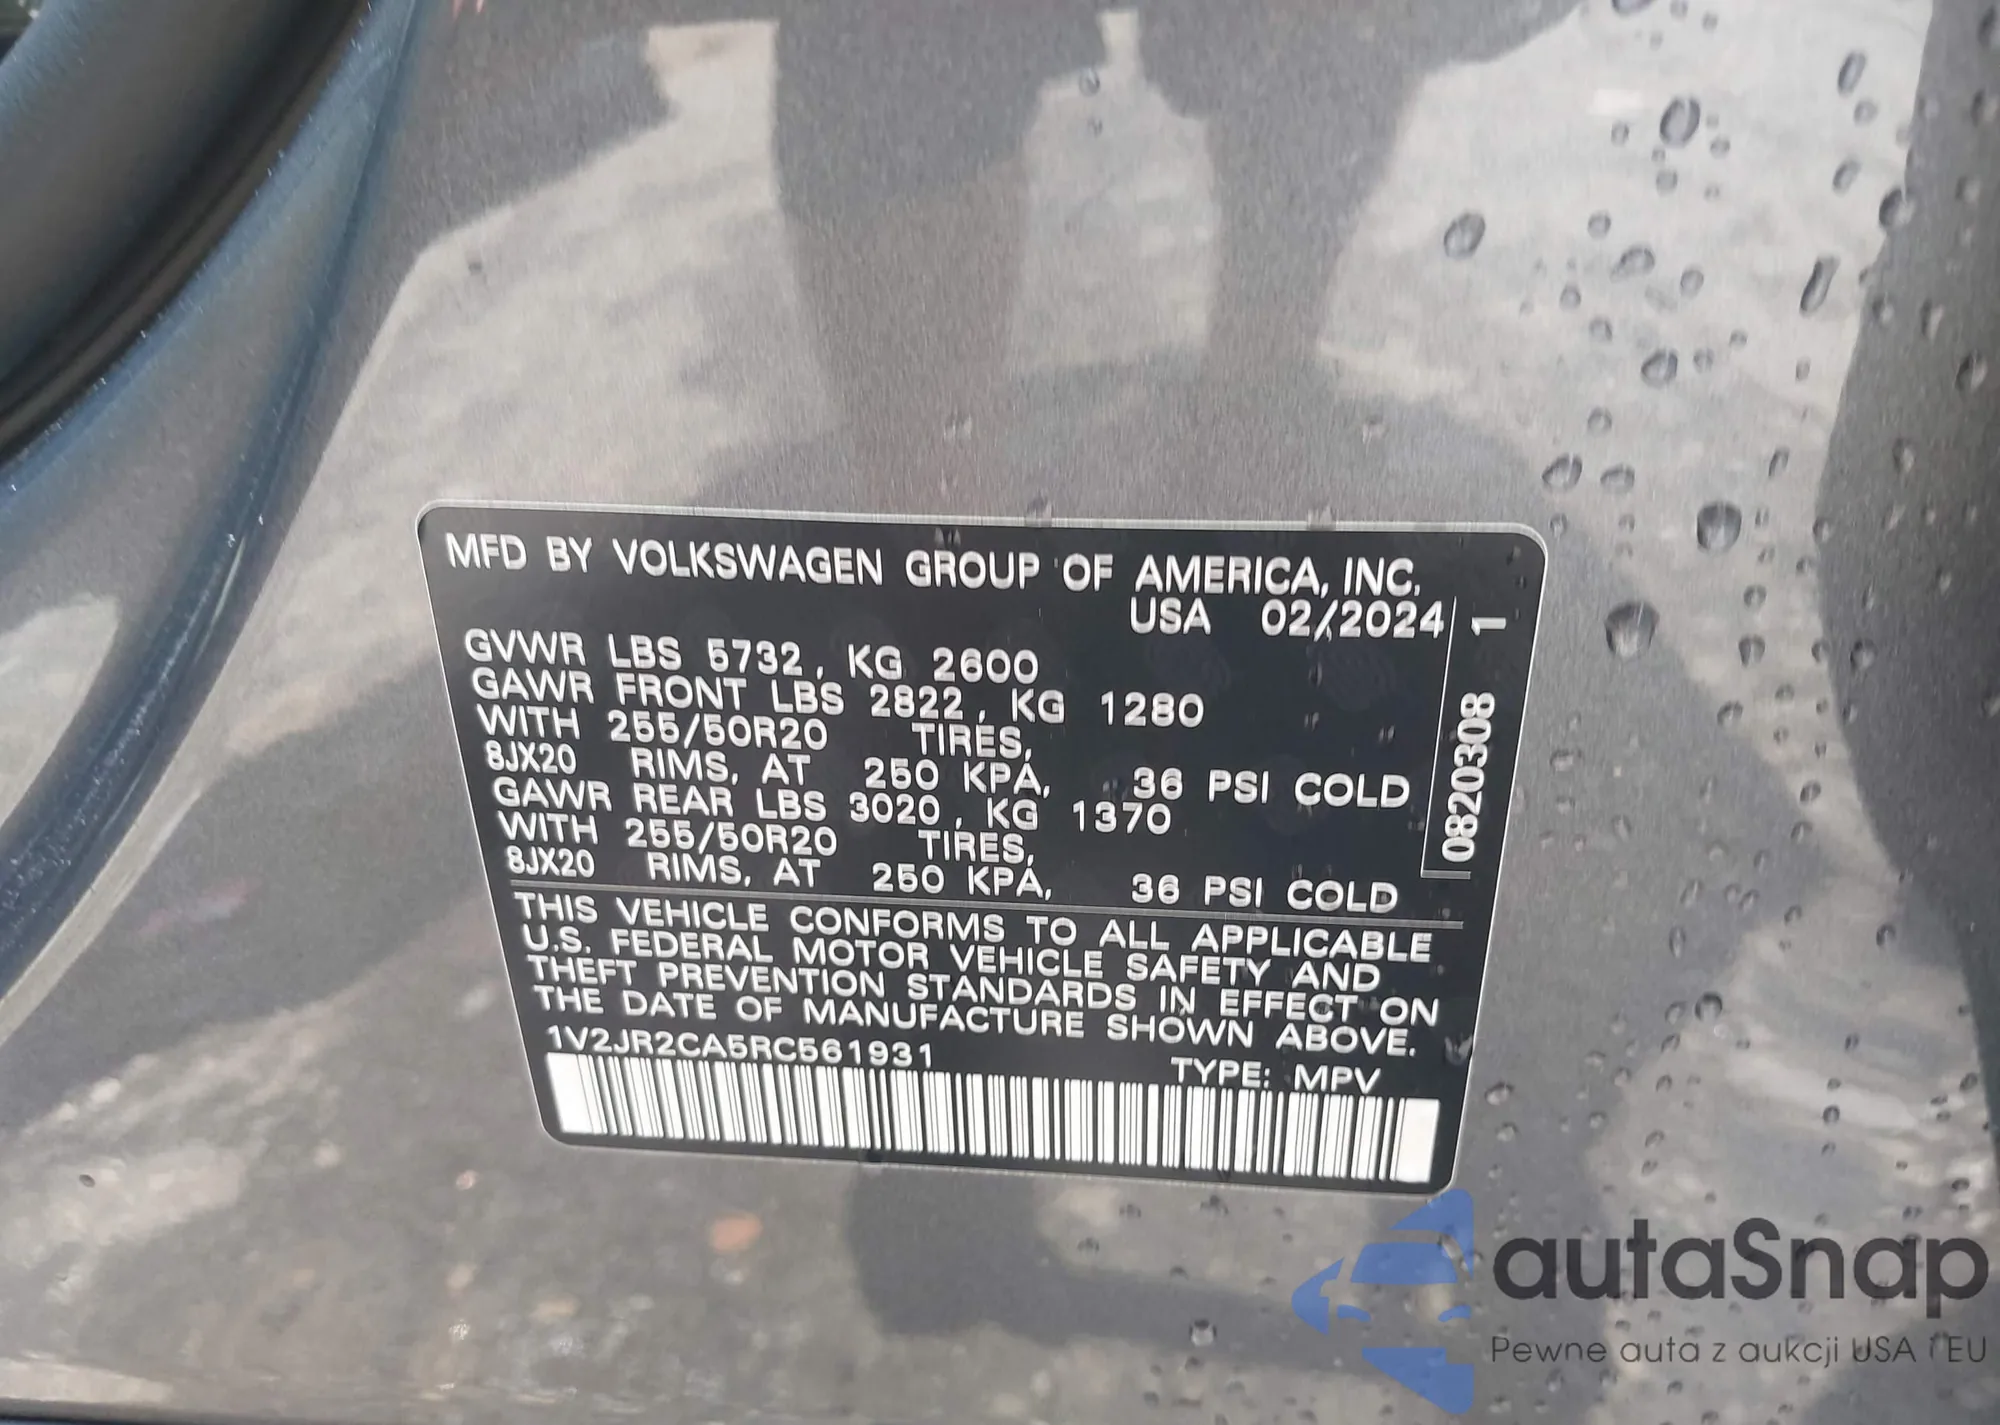 MFD BY VOLKSWAGEN GROUP OF AMERICA, INC.
USA 02/2024
GVWR LBS 5732, KG 2600
GAWR FRONT LBS 2822, KG 1280
WITH 255/50R20 TIRES,
8JX20 RIMS, AT 250 KPA, 36 PSI COLD
GAWR REAR LBS 3020, KG 1370
WITH 255/50R20 TIRES,
8JX20 RIMS, AT 250 KPA, 36 PSI COLD
THIS VEHICLE CONFORMS TO ALL APPLICABLE
U.S. FEDERAL MOTOR VEHICLE SAFETY AND
THEFT PREVENTION STANDARDS IN EFFECT ON
THE DATE OF MANUFACTURE SHOWN ABOVE.
1V2JR2CA5RC561931 TYPE: MPV
0820308 1
autaSnap
Pewne auta z aukcji USA i EU